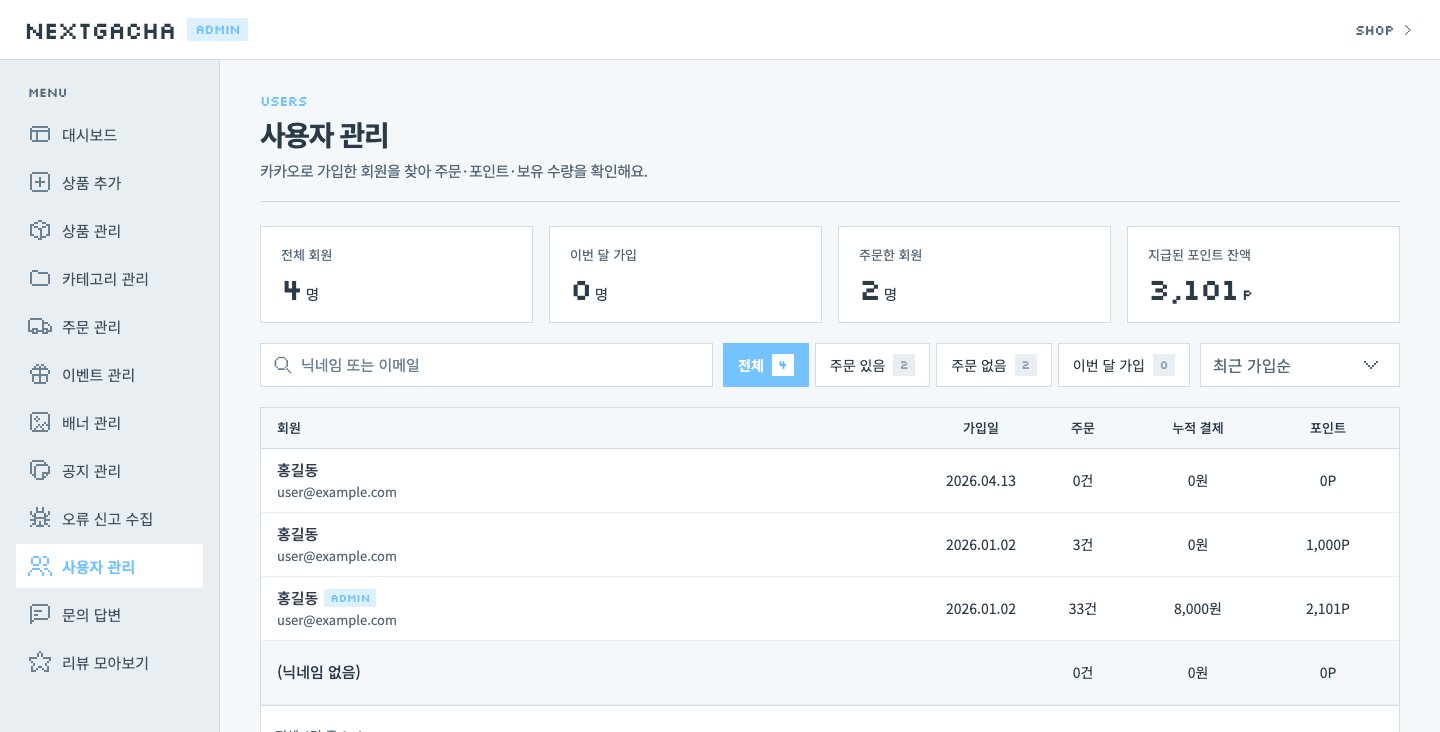 NEXTGACHA ADMIN
SHOP
MENU
대시보드
상품 추가
상품 관리
카테고리 관리
주문 관리
이벤트 관리
배너 관리
공지 관리
오류 신고 수집
사용자 관리
문의 답변
리뷰 모아보기
USERS
사용자 관리
카카오로 가입한 회원을 찾아 주문·포인트·보유 수량을 확인해요.
전체 회원
4 명
이번 달 가입
0 명
주문한 회원
2 명
지급된 포인트 잔액
3,101 P
닉네임 또는 이메일
전체 4
주문 있음 2
주문 없음 2
이번 달 가입 0
최근 가입순
회원 가입일 주문 누적 결제 포인트
홍길동
user@example.com
2026.04.13 0건 0원 0P
홍길동
user@example.com
2026.01.02 3건 0원 1,000P
홍길동 ADMIN
user@example.com
2026.01.02 33건 8,000원 2,101P
(닉네임 없음) 0건 0원 0P